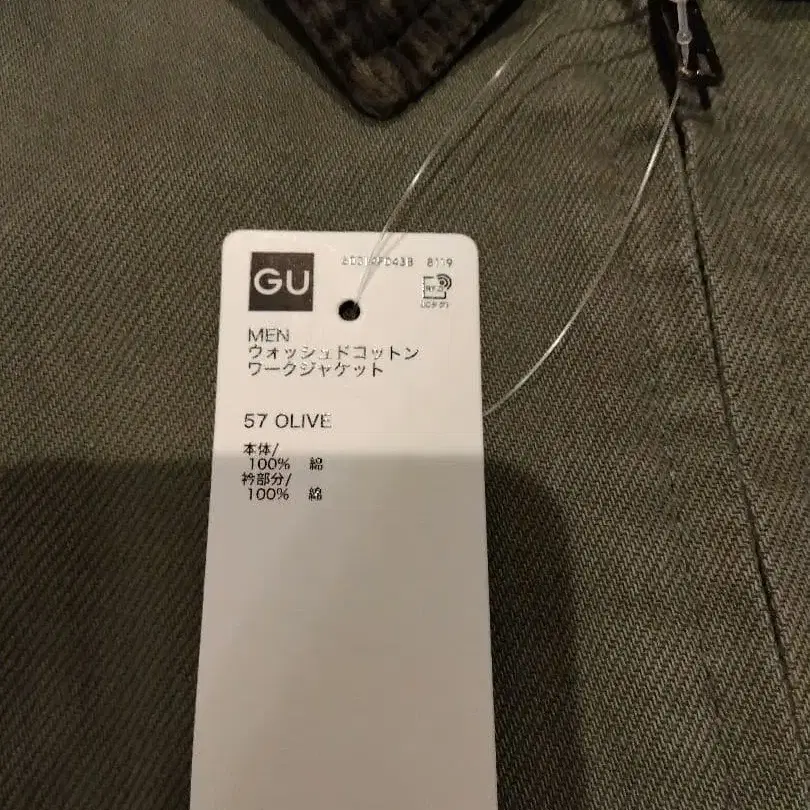 GU
MEN
ウォッシュドコットン
ワークジャケット
57 OLIVE
本体/
100% 綿
衿部分/
100% 綿